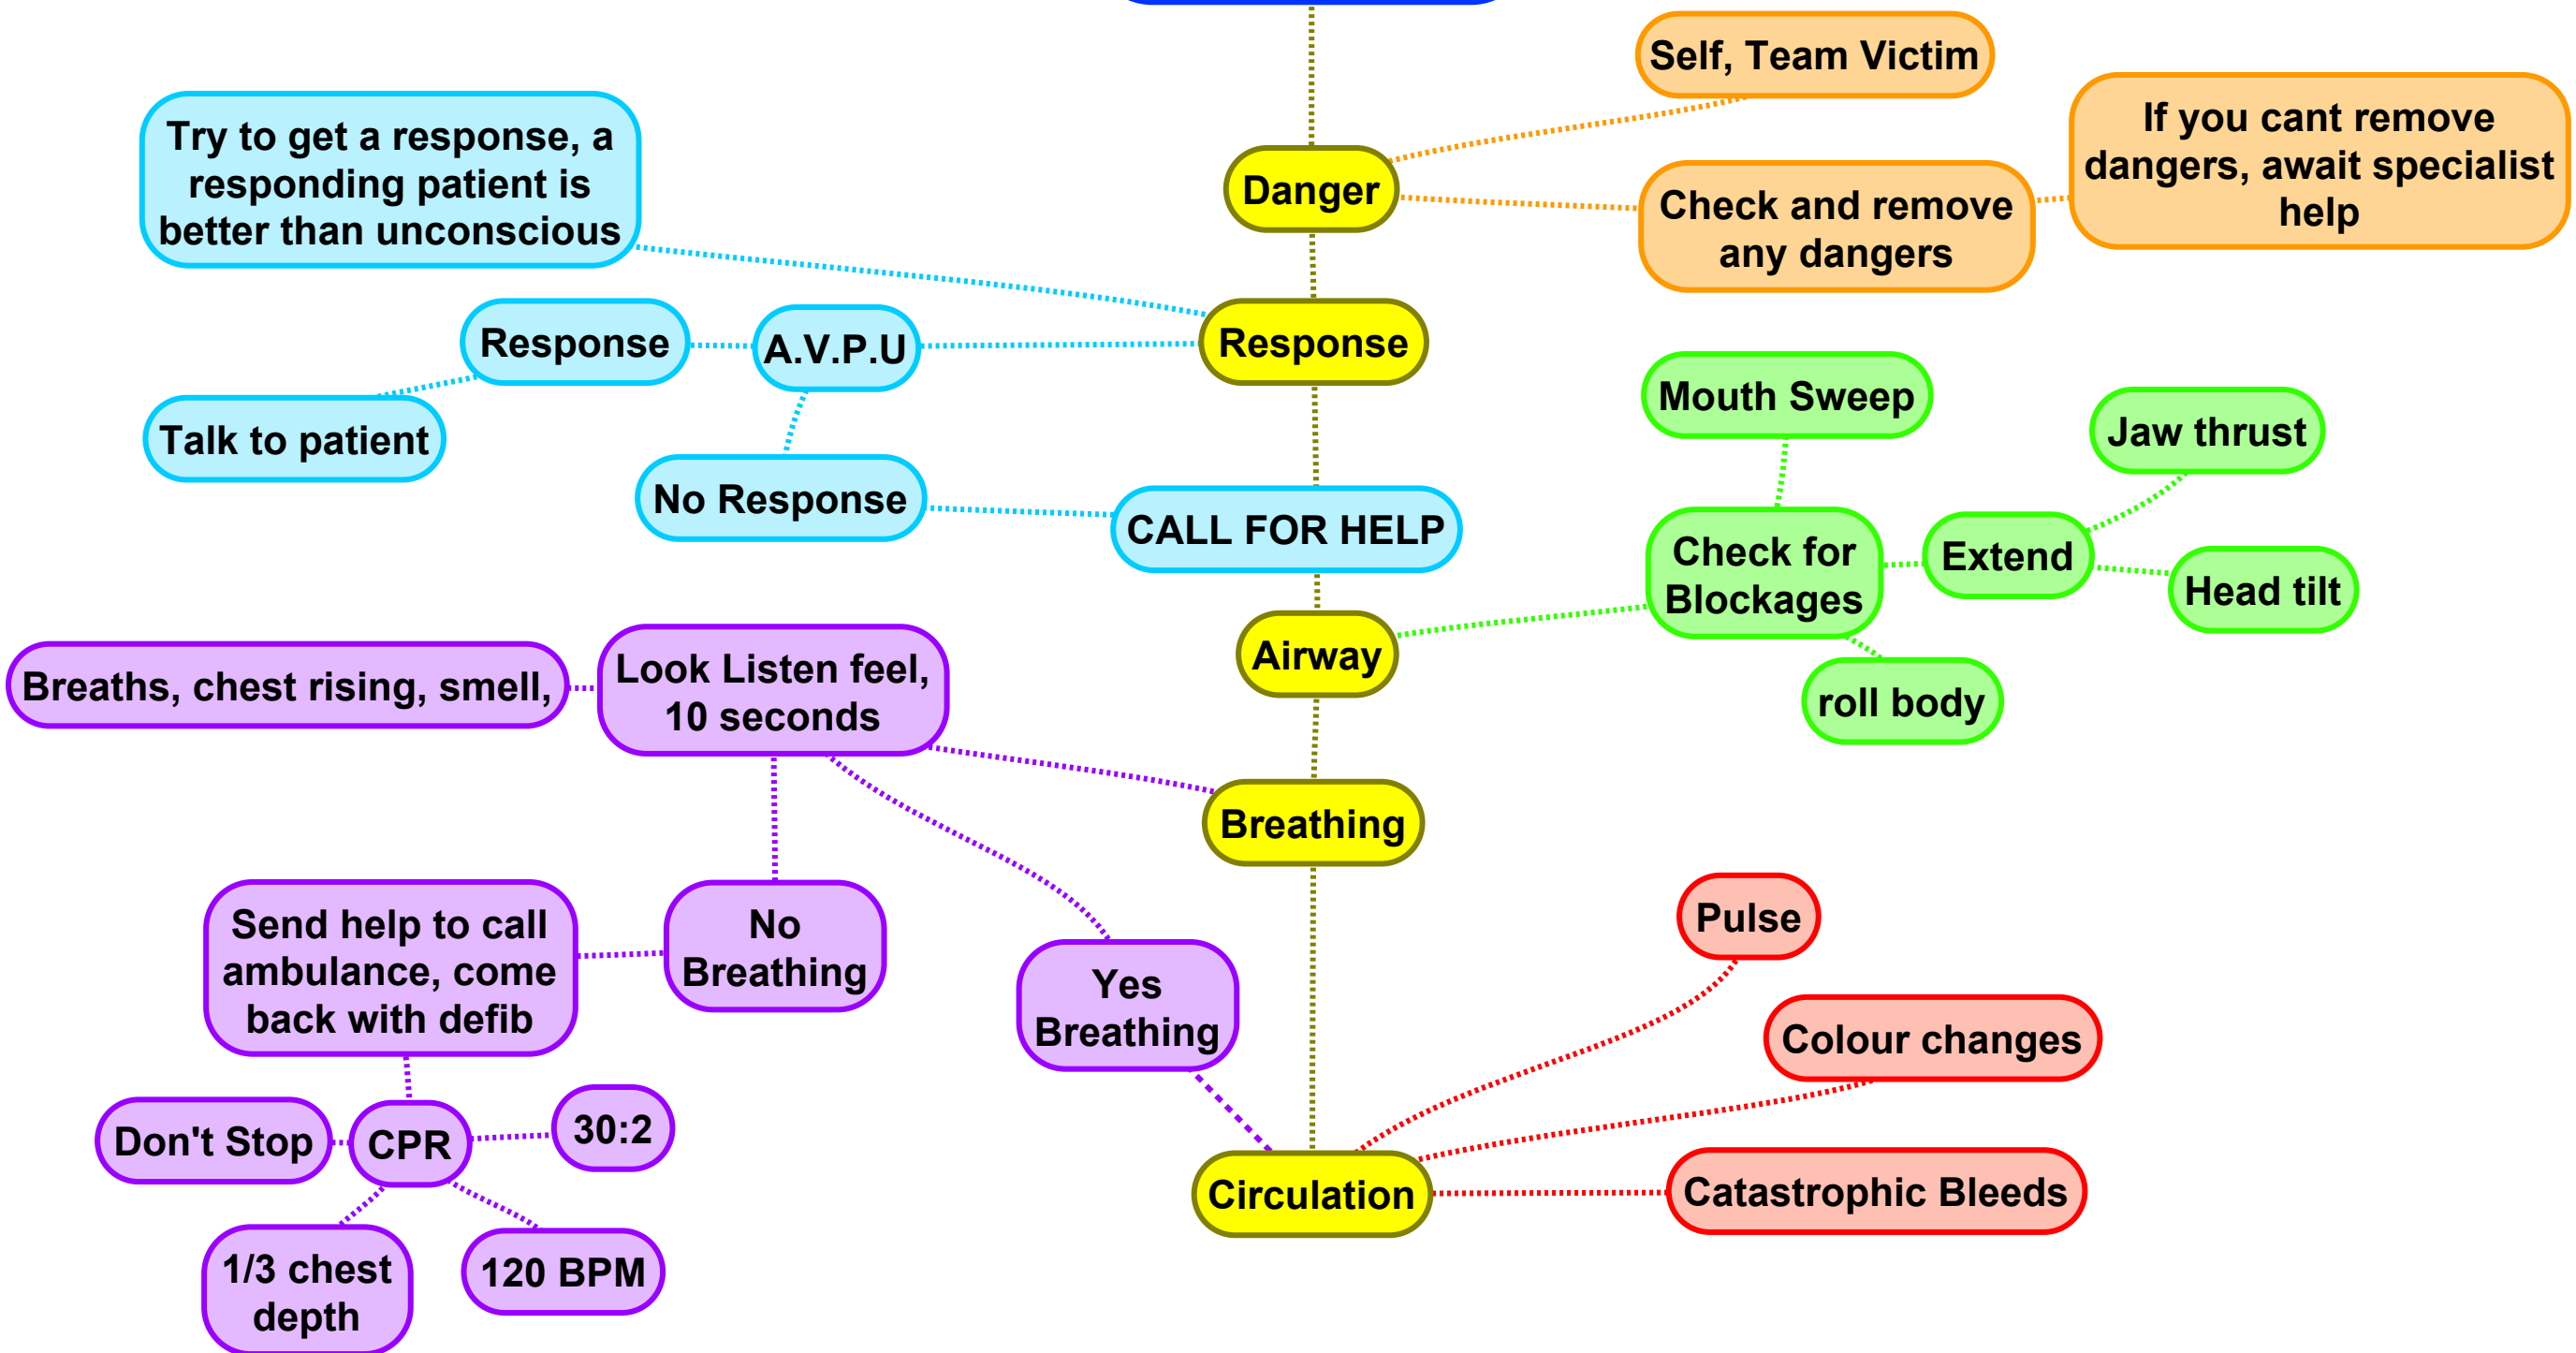 Self, Team Victim
If you cant remove
dangers, await specialist
help
Try to get a response, a
responding patient is
better than unconscious
Danger
Check and remove
any dangers
Response
A.V.P.U
Response
Talk to patient
No Response
CALL FOR HELP
Mouth Sweep
Jaw thrust
Check for
Blockages
Extend
Head tilt
roll body
Airway
Look Listen feel,
10 seconds
Breaths, chest rising, smell,
Breathing
No
Breathing
Send help to call
ambulance, come
back with defib
Yes
Breathing
Pulse
Colour changes
Don't Stop
CPR
30:2
1/3 chest
depth
120 BPM
Circulation
Catastrophic Bleeds